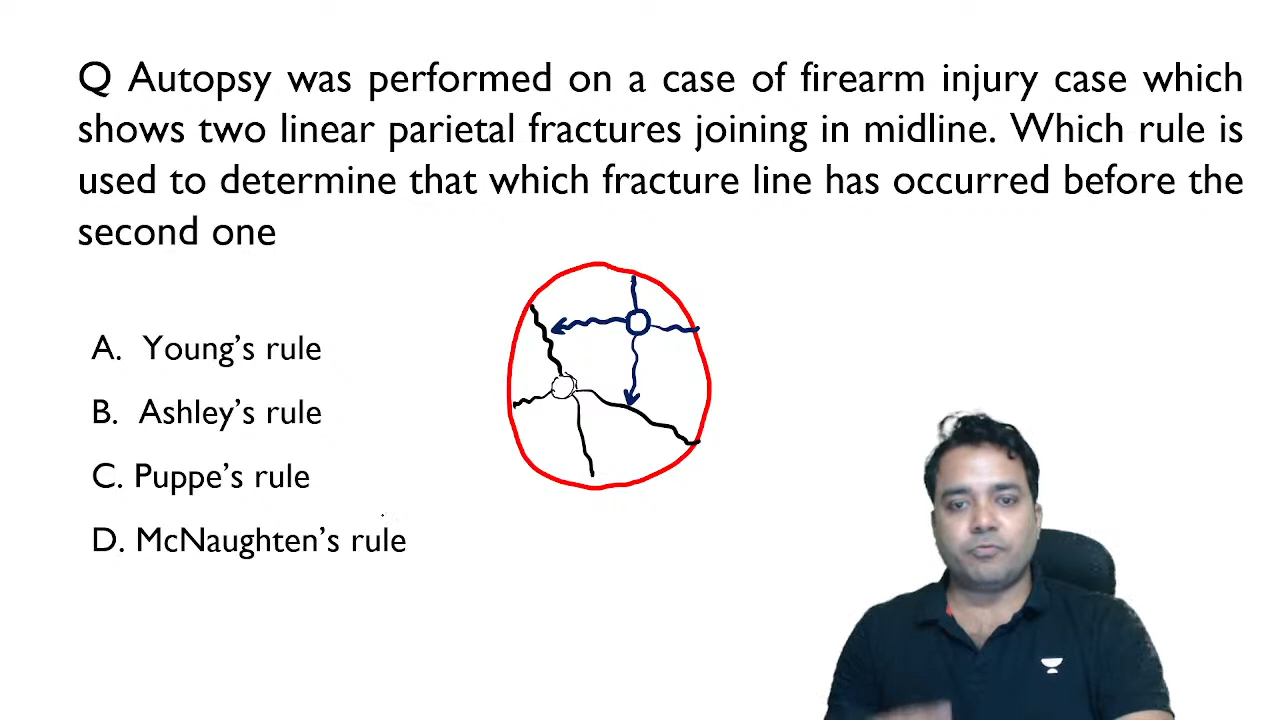 Q Autopsy was performed on a case of firearm injury case which
shows two linear parietal fractures joining in midline. Which rule is
used to determine that which fracture line has occurred before the
second one
A. Young's rule
B. Ashley's rule
C. Puppe's rule
D. McNaughten's rule